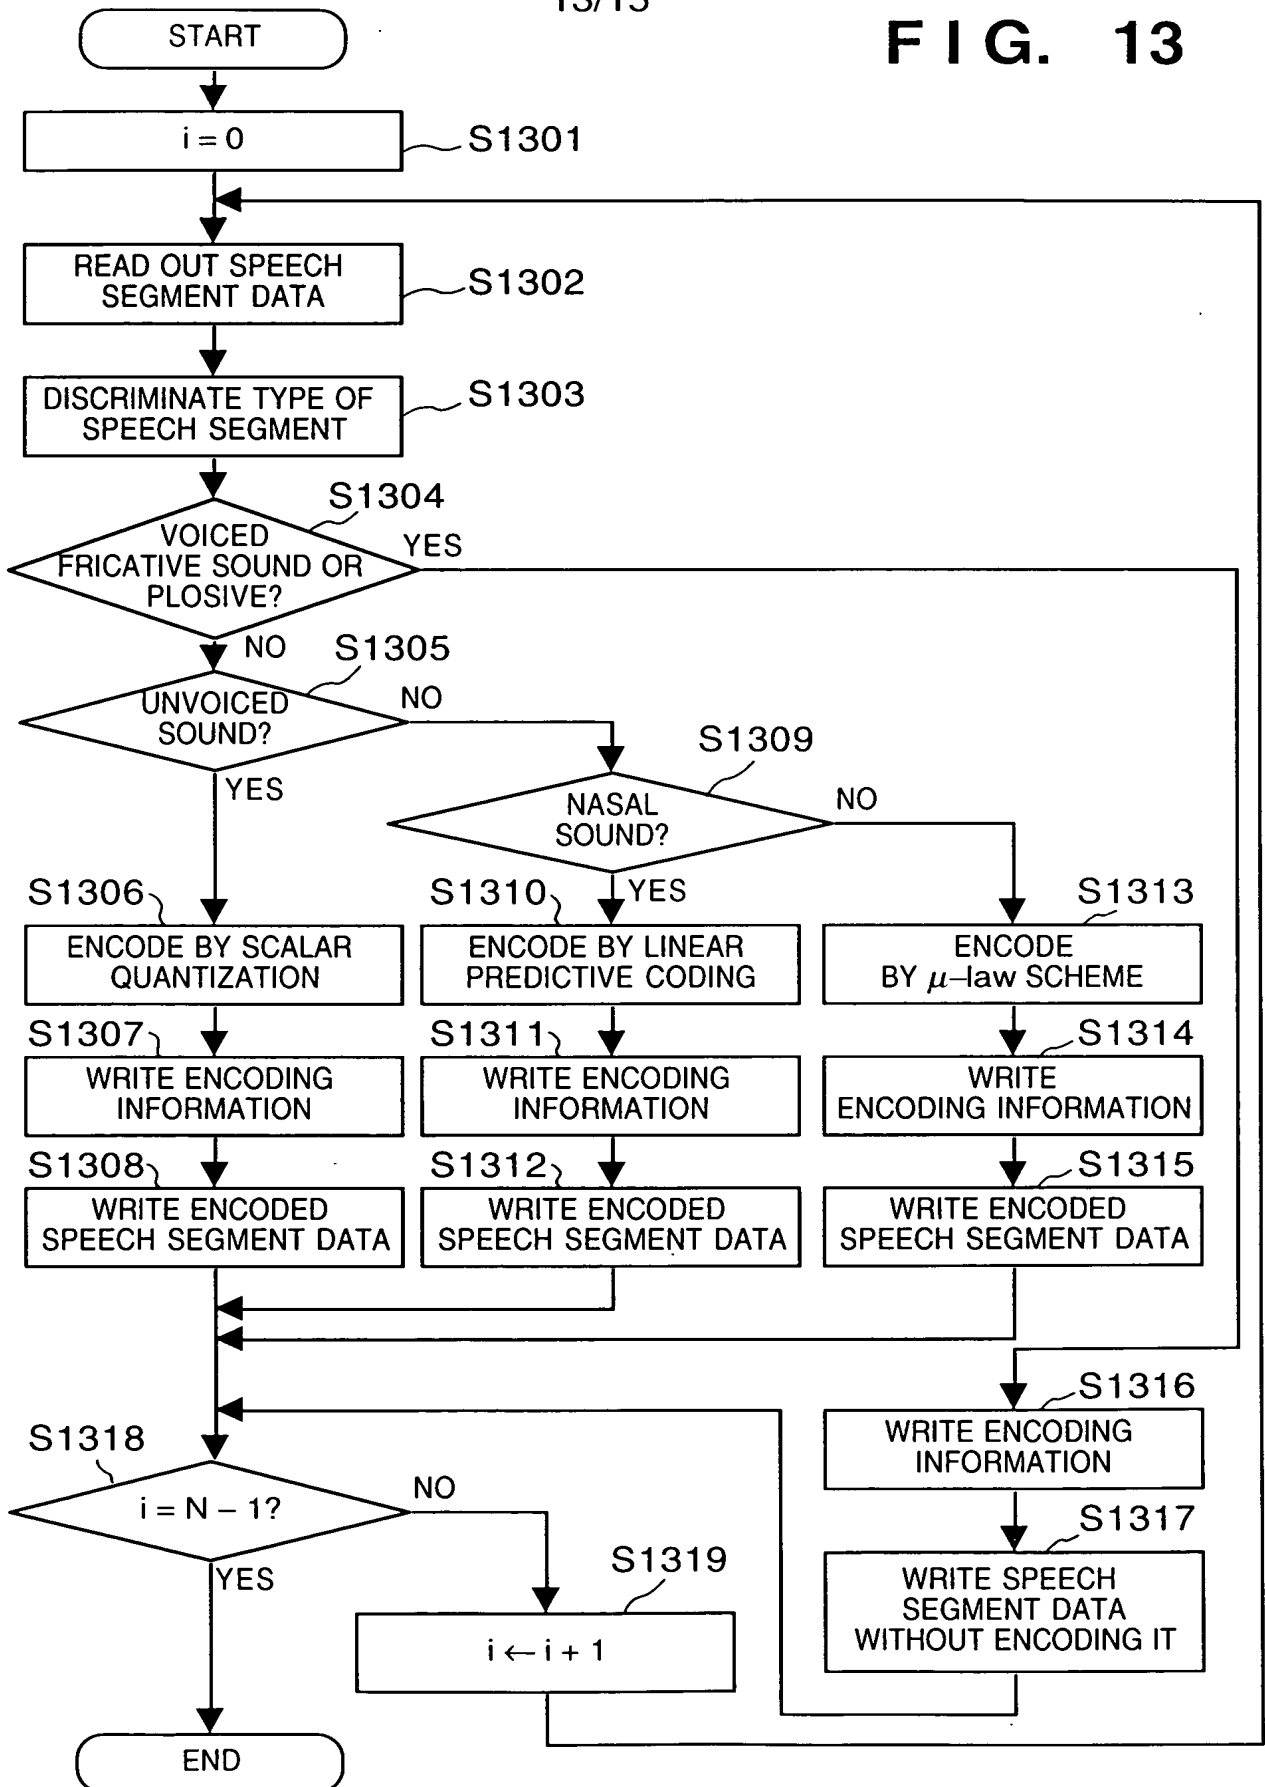 13/13
FIG. 13
START
i = 0
S1301
READ OUT SPEECH
SEGMENT DATA
S1302
DISCRIMINATE TYPE OF
SPEECH SEGMENT
S1303
S1304
VOICED
FRICATIVE SOUND OR
PLOSIVE?
YES
NO
S1305
UNVOICED
SOUND?
NO
YES
S1309
NASAL
SOUND?
NO
YES
S1306
ENCODE BY SCALAR
QUANTIZATION
S1310
ENCODE BY LINEAR
PREDICTIVE CODING
S1313
ENCODE
BY μ–law SCHEME
S1307
WRITE ENCODING
INFORMATION
S1311
WRITE ENCODING
INFORMATION
S1314
WRITE
ENCODING INFORMATION
S1308
WRITE ENCODED
SPEECH SEGMENT DATA
S1312
WRITE ENCODED
SPEECH SEGMENT DATA
S1315
WRITE ENCODED
SPEECH SEGMENT DATA
S1316
WRITE ENCODING
INFORMATION
S1318
i = N – 1?
NO
YES
S1317
WRITE SPEECH
SEGMENT DATA
WITHOUT ENCODING IT
S1319
i ← i + 1
END